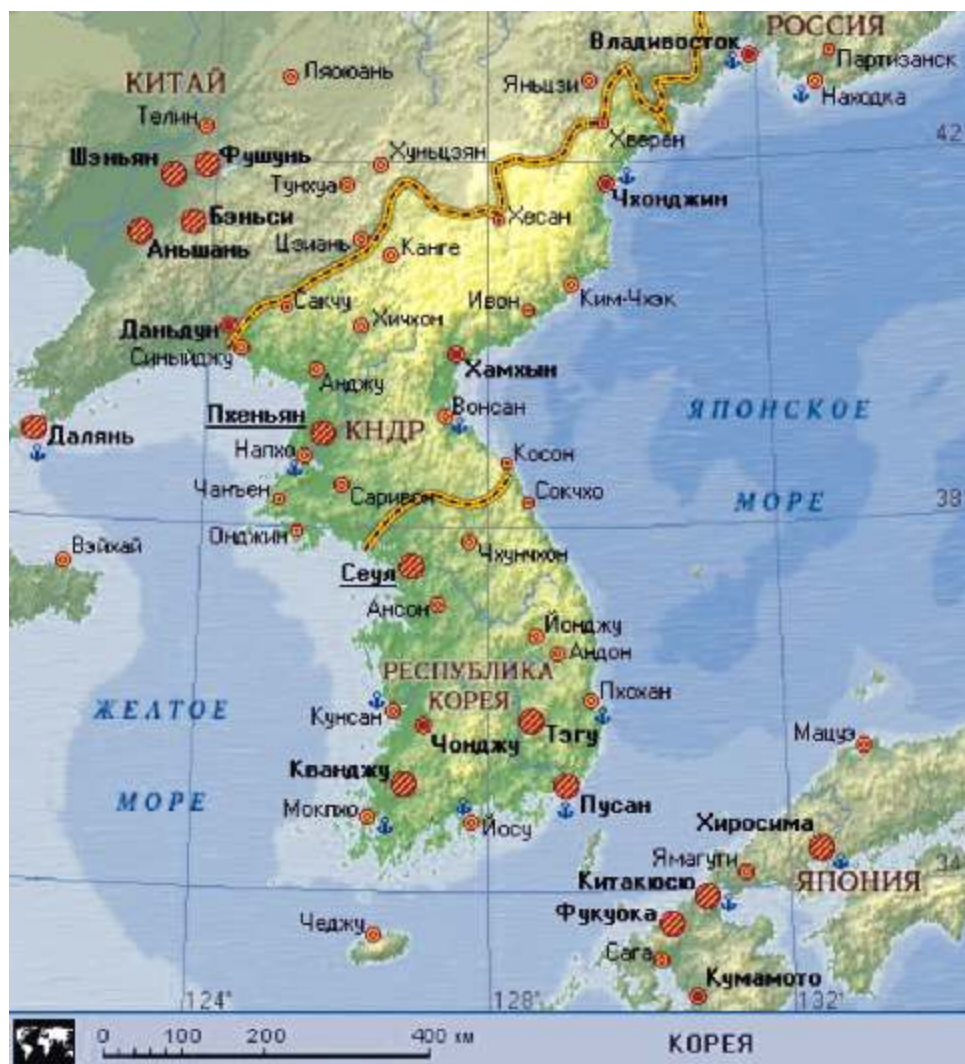 РОССИЯ
Владивосток
Партизанск
Находка
КИТАЙ
Ляоюань
Яньцзи
Телин
42
Хверен
Шэньян
Фушунь
Хуньцзян
Тунхуа
Чхонджин
Бэньси
Хесан
Аньшань
Цзиань
Канге
Сакчу
Ивон
Ким-Чхэк
Даньдун
Хичхон
Синыйджу
Анджу
Хамхын
Пхеньян
КНДР
Вонсан
ЯПОНСКОЕ
Далянь
Напхо
Косон
Чанъен
Саривон
Сокчхо
МОРЕ
38
Онджин
Вэйхай
Чхунчхон
Сеул
Ансон
Йонджу
Андон
РЕСПУБЛИКА
КОРЕЯ
ЖЕЛТОЕ
Кунсан
Пхохан
Чонджу
Тэгу
Мацуэ
Кванджу
МОРЕ
Мокпхо
Йосу
Пусан
Хиросима
Ямагути
34
Китакюсю
ЯПОНИЯ
Фукуока
Чеджу
Сага
Кумамото
124°
128°
132°
0 100 200 400 км
КОРЕЯ